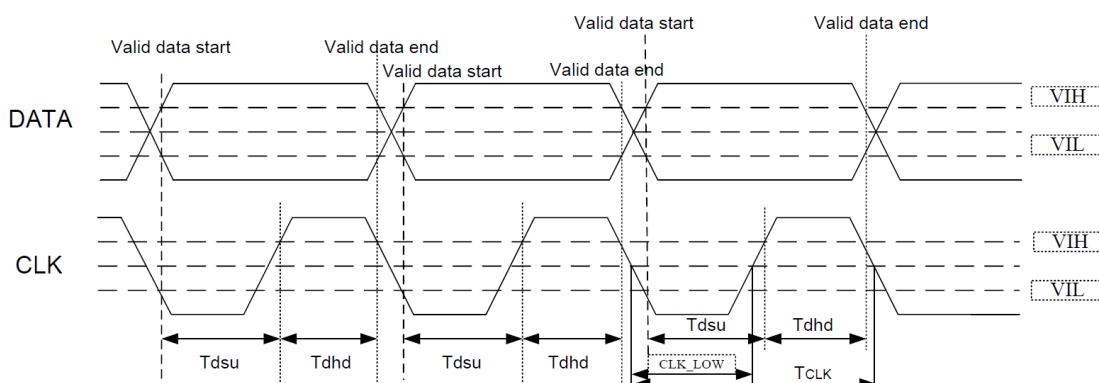 Valid data start
Valid data end
Valid data start
Valid data end
Valid data start
Valid data end
DATA
VIH
VIL
CLK
VIH
VIL
Tdsu
Tdhd
Tdsu
Tdhd
Tdsu
Tdhd
CLK_LOW
TCLK